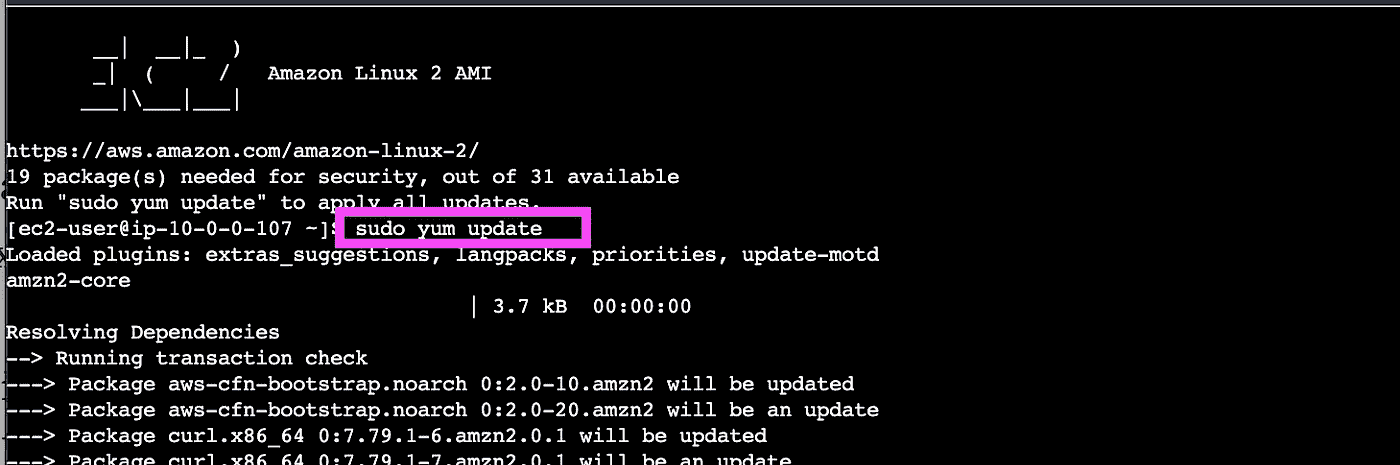 __|  __|_  )
_|  (     /   Amazon Linux 2 AMI
___|\___|___|
https://aws.amazon.com/amazon-linux-2/
19 package(s) needed for security, out of 31 available
Run "sudo yum update" to apply all updates.
[ec2-user@ip-10-0-0-107 ~]$ sudo yum update
Loaded plugins: extras_suggestions, langpacks, priorities, update-motd
amzn2-core
| 3.7 kB  00:00:00
Resolving Dependencies
--> Running transaction check
---> Package aws-cfn-bootstrap.noarch 0:2.0-10.amzn2 will be updated
---> Package aws-cfn-bootstrap.noarch 0:2.0-20.amzn2 will be an update
---> Package curl.x86_64 0:7.79.1-6.amzn2.0.1 will be updated
---> Package curl.x86_64 0:7.79.1-7.amzn2.0.1 will be an update